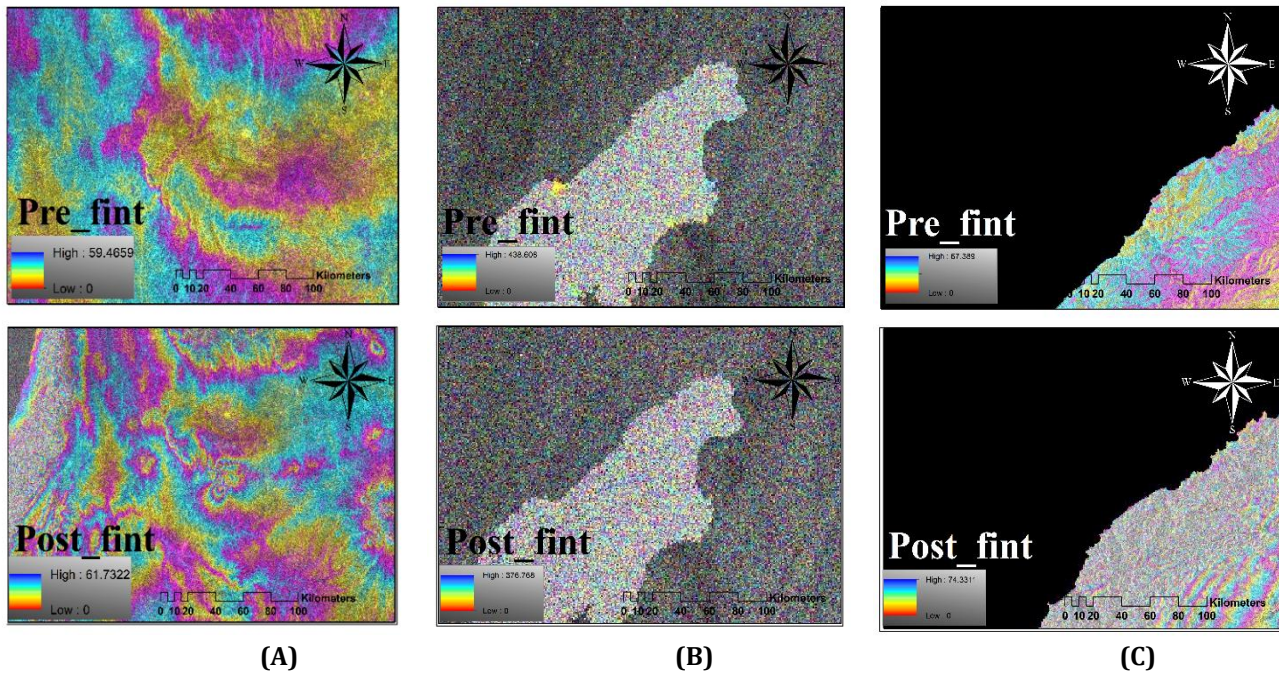 N
W E
S
Pre_fint
High : 59.4659
Low : 0
0 10 20 40 60 80 100
Kilometers
Pre_fint
High : 438.606
Low : 0
0 10 20 40 60 80 100
Kilometers
N
W E
S
Pre_fint
High : 67.389
Low : 0
0 10 20 40 60 80 100
Kilometers
N
W E
S
Post_fint
High : 61.7322
Low : 0
0 10 20 40 60 80 100
Kilometers
Post_fint
High : 376.768
Low : 0
0 10 20 40 60 80 100
Kilometers
N
W E
S
Post_fint
High : 74.331
Low : 0
0 10 20 40 60 80 100
Kilometers
(A)
(B)
(C)